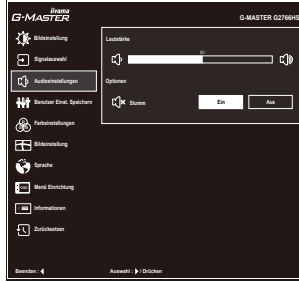 iiyama
G-MASTER
G-MASTER G2766HS
Bildeinstellung
Signalauswahl
Audioeinstellungen
Benutzer Einst. Speichern
Farbeinstellungen
Bildeinstellung
Sprache
Menü Einrichtung
Informationen
Zurücksetzen
Lautstärke
50
Optionen
Stumm
Ein
Aus
Beenden :
Auswahl : / Drücken